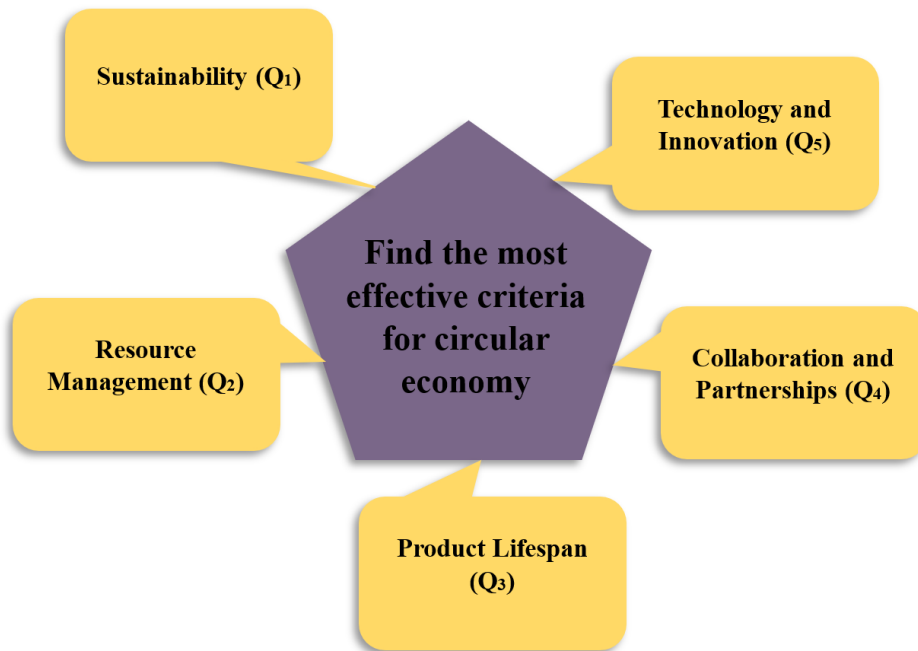 Sustainability (Q₁)
Technology and
Innovation (Q₅)
Find the most
effective criteria
for circular
economy
Resource
Management (Q₂)
Collaboration and
Partnerships (Q₄)
Product Lifespan
(Q₃)